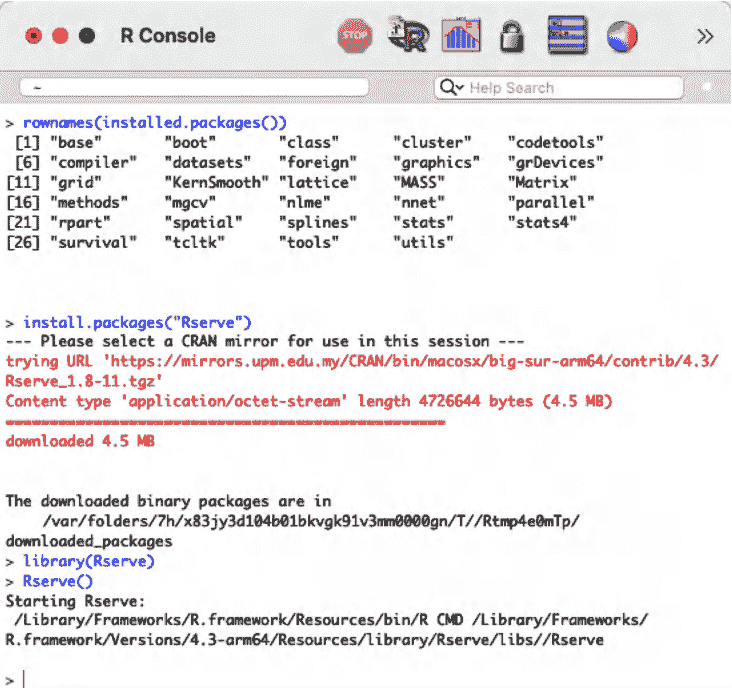 R Console
STOP
R
~
Help Search
> rownames(installed.packages())
 [1] "base"       "boot"       "class"      "cluster"    "codetools"
 [6] "compiler"   "datasets"   "foreign"    "graphics"   "grDevices"
[11] "grid"       "KernSmooth" "lattice"    "MASS"       "Matrix"
[16] "methods"    "mgcv"       "nlme"       "nnet"       "parallel"
[21] "rpart"      "spatial"    "splines"    "stats"      "stats4"
[26] "survival"   "tcltk"      "tools"      "utils"
> install.packages("Rserve")
--- Please select a CRAN mirror for use in this session ---
trying URL 'https://mirrors.upm.edu.my/CRAN/bin/macosx/big-sur-arm64/contrib/4.3/
Rserve_1.8-11.tgz'
Content type 'application/octet-stream' length 4726644 bytes (4.5 MB)
==================================================
downloaded 4.5 MB
The downloaded binary packages are in
    /var/folders/7h/x83jy3d104b01bkvgk91v3mm0000gn/T//Rtmp4e0mTp/
downloaded_packages
> library(Rserve)
> Rserve()
Starting Rserve:
 /Library/Frameworks/R.framework/Resources/bin/R CMD /Library/Frameworks/
R.framework/Versions/4.3-arm64/Resources/library/Rserve/libs//Rserve
>